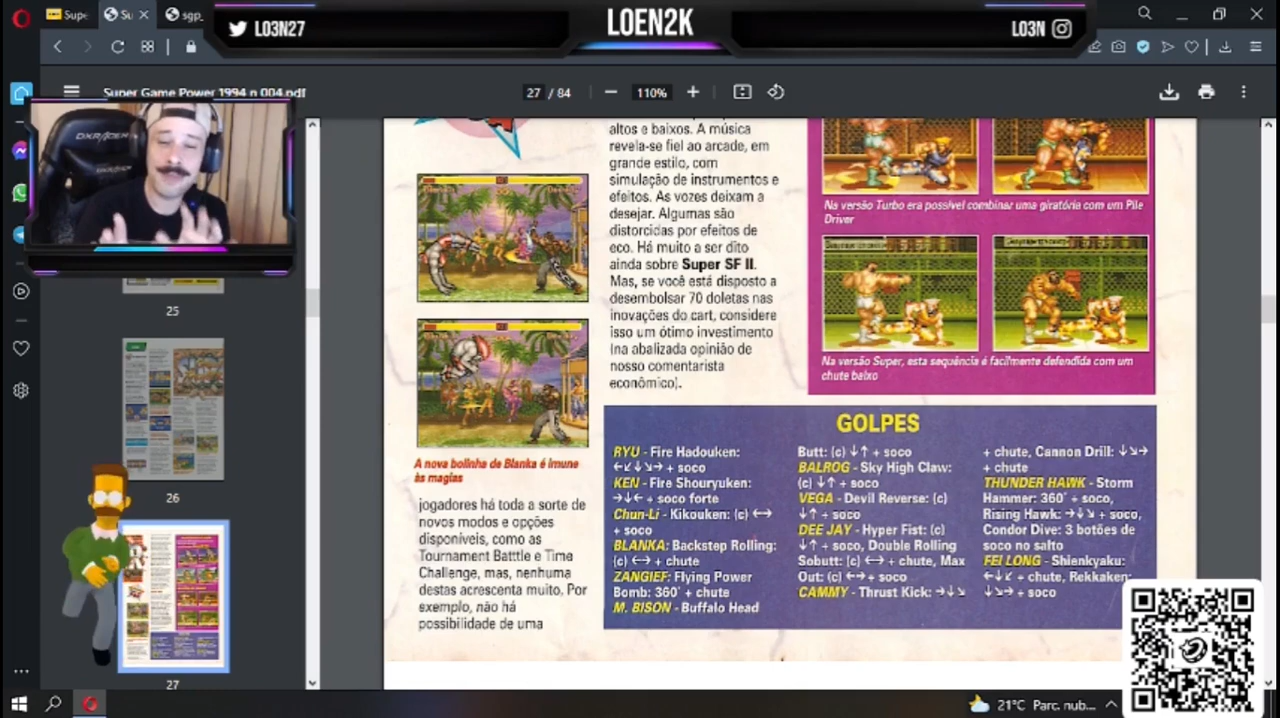 LOEN2K
LO3N27
LO3N
Supe
Su
sgp_
Super Game Power 1994 n 004.pdf
27 / 84
110%
DXRACER
25
26
27
altos e baixos. A música
revela-se fiel ao arcade, em
grande estilo, com
simulação de instrumentos e
efeitos. As vozes deixam a
desejar. Algumas são
distorcidas por efeitos de
eco. Há muito a ser dito
ainda sobre Super SF II.
Mas, se você está disposto a
desembolsar 70 doletas nas
inovações do cart, considere
isso um ótimo investimento
(na abalizada opinião de
nosso comentarista
econômico).
Na versão Turbo era possível combinar uma giratória com um Pile
Driver
Na versão Super, esta sequência é facilmente defendida com um
chute baixo
A nova bolinha de Blanka é imune
às magias
jogadores há toda a sorte de
novos modos e opções
disponíveis, como as
Tournament Batttle e Time
Challenge, mas, nenhuma
destas acrescenta muito. Por
exemplo, não há
possibilidade de uma
GOLPES
RYU - Fire Hadouken:
←↙↓↘→ + soco
KEN - Fire Shouryuken:
→↓↙← + soco forte
Chun-Li - Kikouken: (c) ←→
+ soco
BLANKA: Backstep Rolling:
(c) ←→ + chute
ZANGIEF: Flying Power
Bomb: 360° + chute
M. BISON - Buffalo Head
Butt: (c) ↓↑ + soco
BALROG - Sky High Claw:
(c) ↓↑ + soco
VEGA - Devil Reverse: (c)
↓↑ + soco
DEE JAY - Hyper Fist: (c)
↓↑ + soco, Double Rolling
Sobutt: (c) ←→ + chute, Max
Out: (c) ←→ + soco
CAMMY - Thrust Kick: →↓↘
+ chute, Cannon Drill: ↓↘→
+ chute
THUNDER HAWK - Storm
Hammer: 360° + soco,
Rising Hawk: →↓↘ + soco,
Condor Dive: 3 botões de
soco no salto
FEI LONG - Shienkyaku:
←↓↙ + chute, Rekkaken:
↓↘→ + soco
21°C Parc. nub...